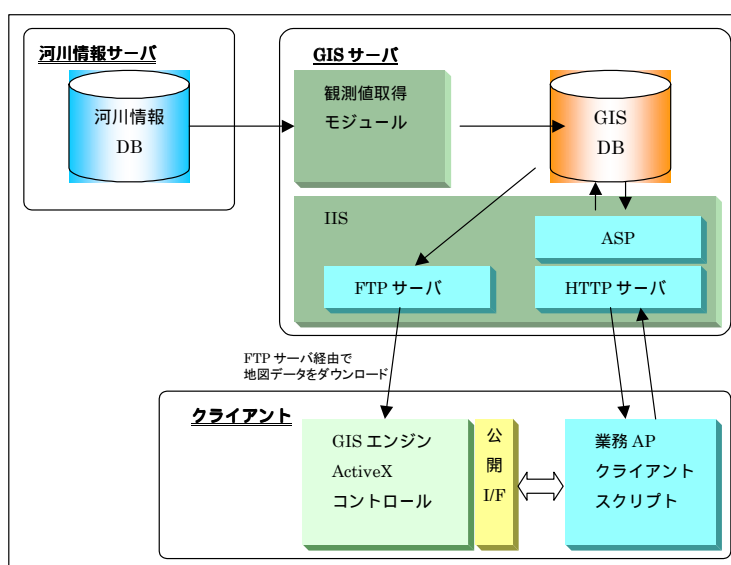 河川情報サーバ
河川情報
DB
GIS サーバ
観測値取得
モジュール
GIS
DB
IIS
ASP
FTP サーバ
HTTP サーバ
FTP サーバ経由で
地図データをダウンロード
クライアント
GIS エンジン
ActiveX
コントロール
公
開
I/F
業務 AP
クライアント
スクリプト